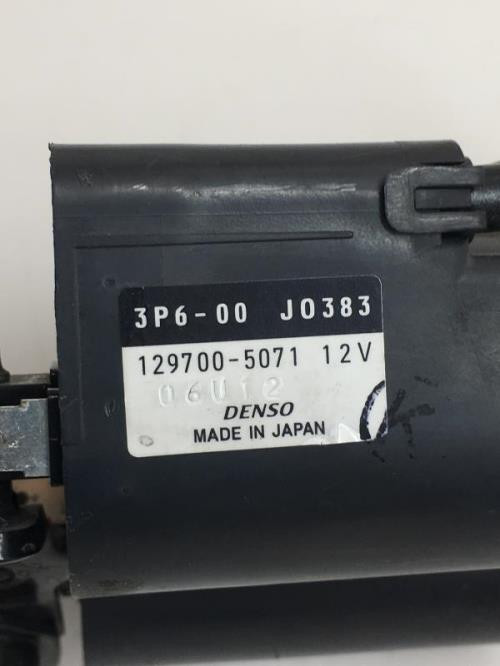 3P6-00 J0383
129700-5071 12V
06U12
DENSO
MADE IN JAPAN